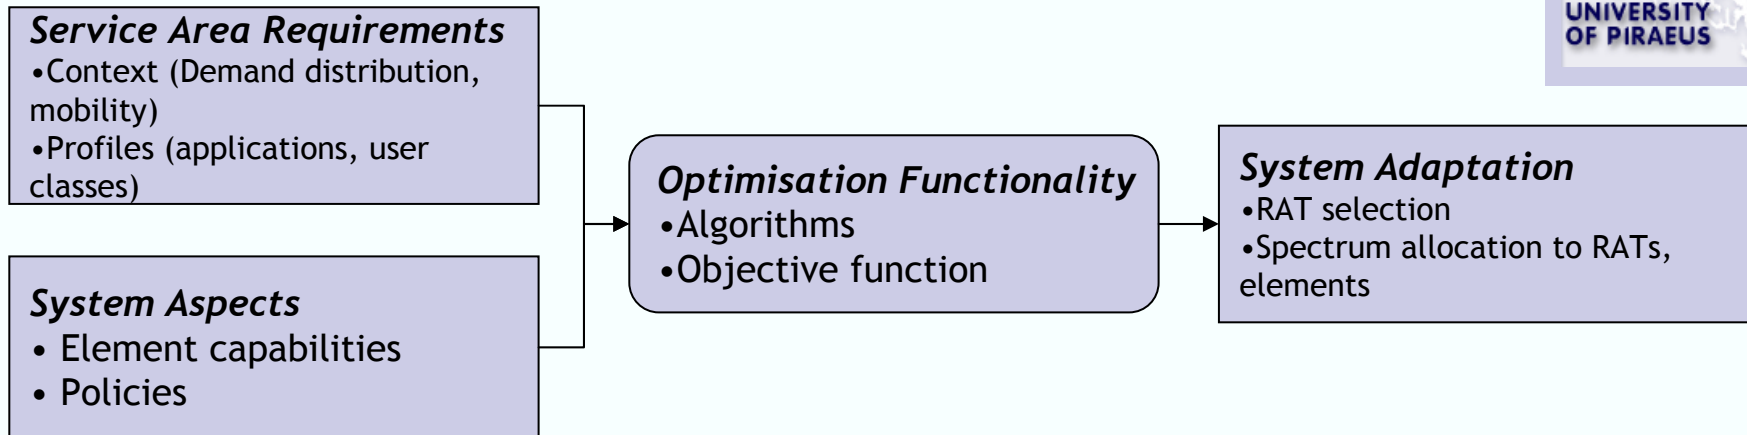 Service Area Requirements
•Context (Demand distribution,
mobility)
•Profiles (applications, user
classes)
System Aspects
• Element capabilities
• Policies
Optimisation Functionality
•Algorithms
•Objective function
System Adaptation
•RAT selection
•Spectrum allocation to RATs,
elements
UNIVERSITY
OF PIRAEUS